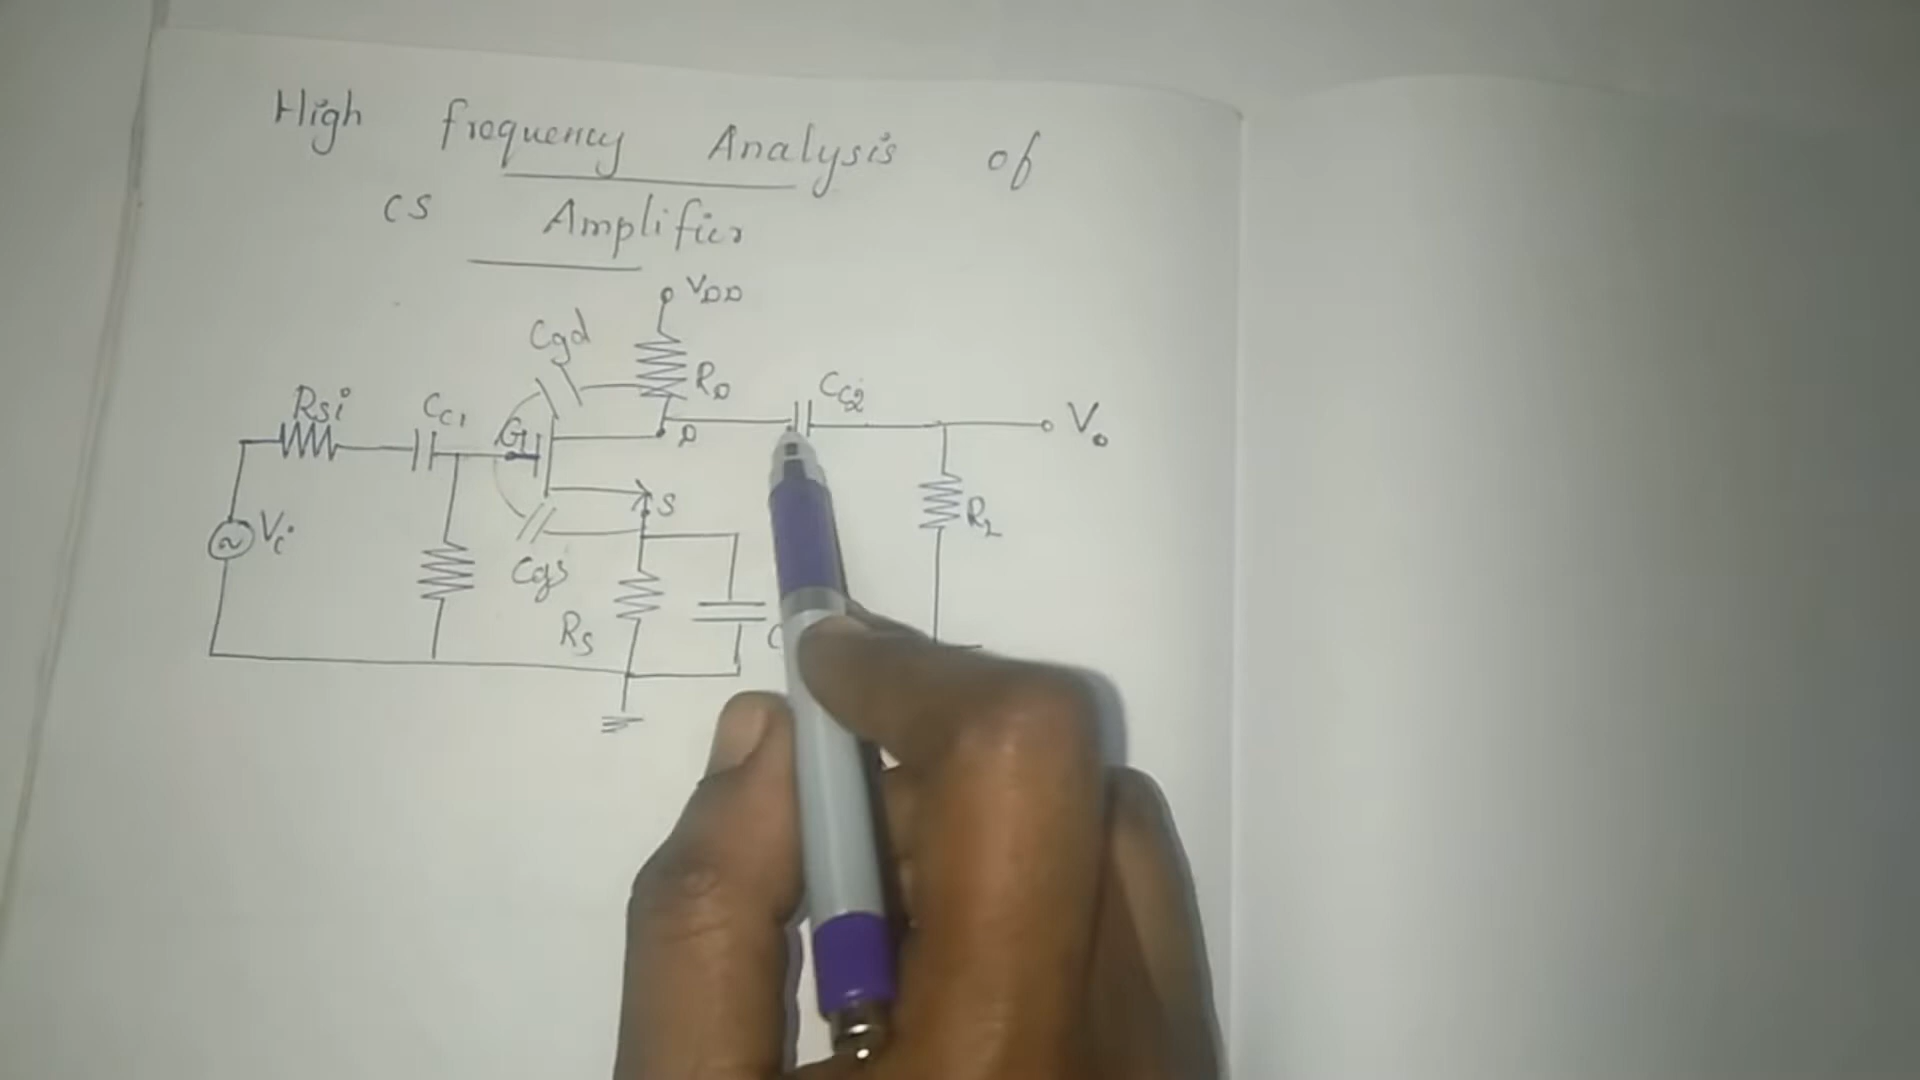 High frequency Analysis of
CS Amplifier
VDD
Cgd
RD
Cc2
Rsi
Cc1
G
D
Vo
S
RL
Vi
Cgs
Rs
C